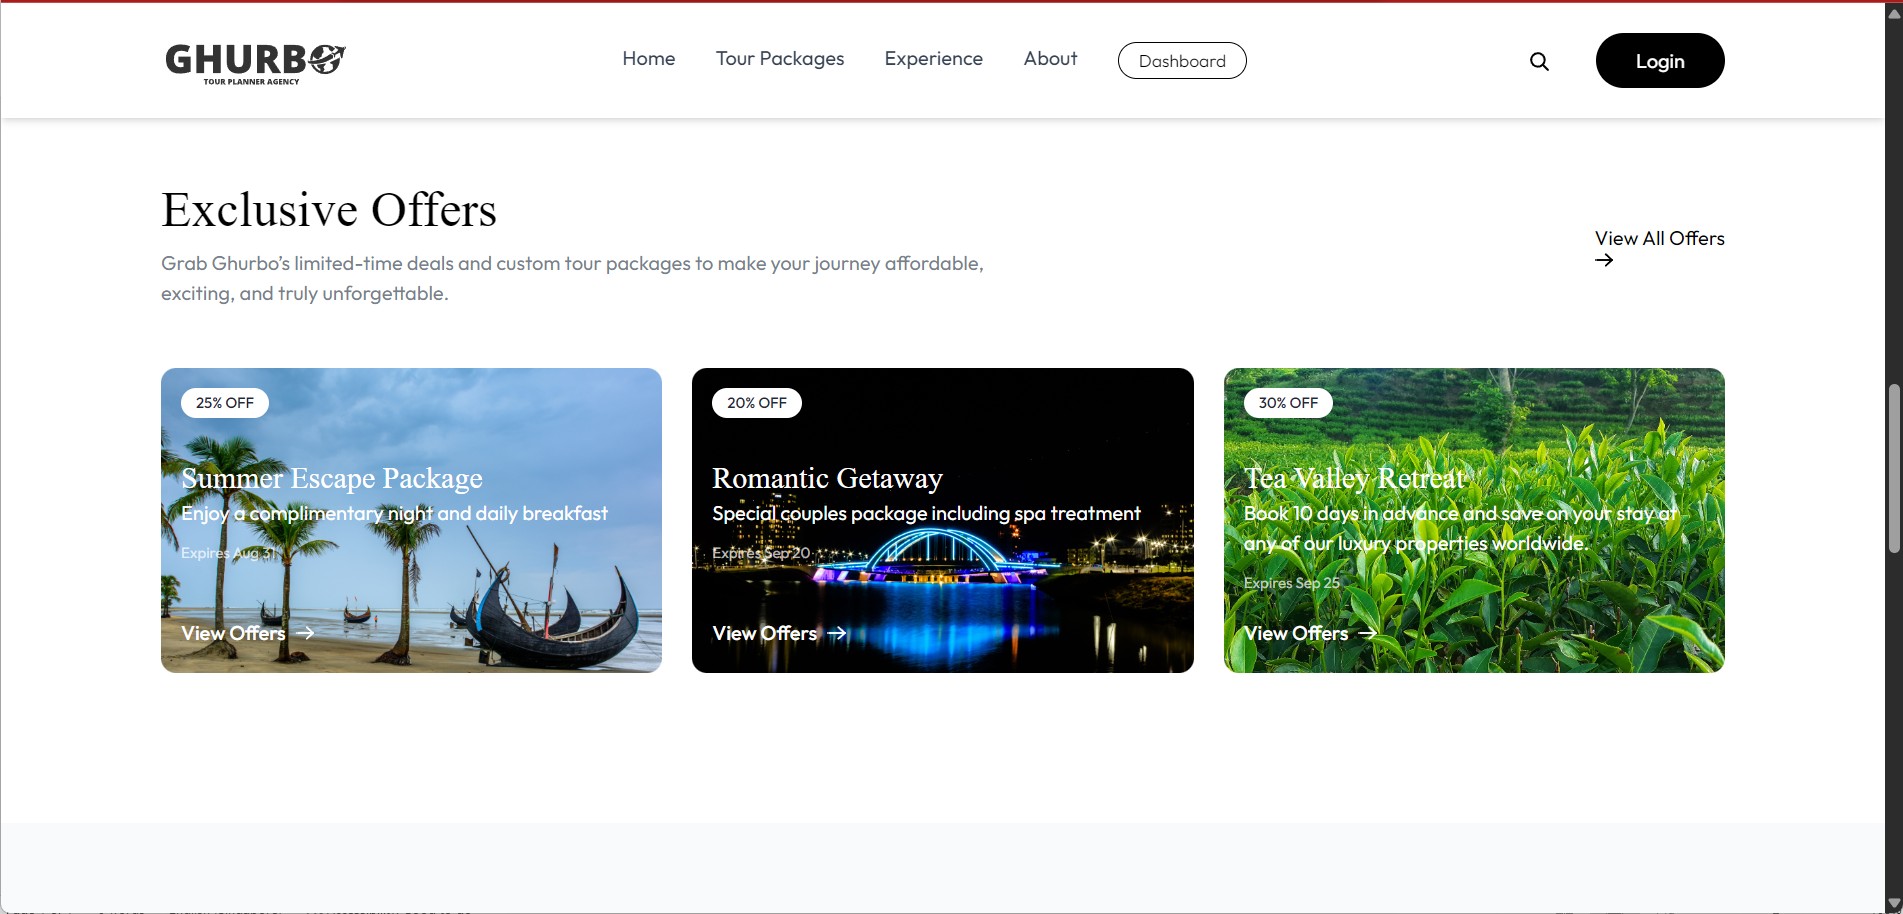 GHURBO
TOUR PLANNER AGENCY
Home
Tour Packages
Experience
About
Dashboard
Login
Exclusive Offers
Grab Ghurbo’s limited-time deals and custom tour packages to make your journey affordable,
exciting, and truly unforgettable.
View All Offers
→
25% OFF
Summer Escape Package
Enjoy a complimentary night and daily breakfast
Expires Aug 31
View Offers →
20% OFF
Romantic Getaway
Special couples package including spa treatment
Expires Sep 20
View Offers →
30% OFF
Tea Valley Retreat
Book 10 days in advance and save on your stay at
any of our luxury properties worldwide.
Expires Sep 25
View Offers →